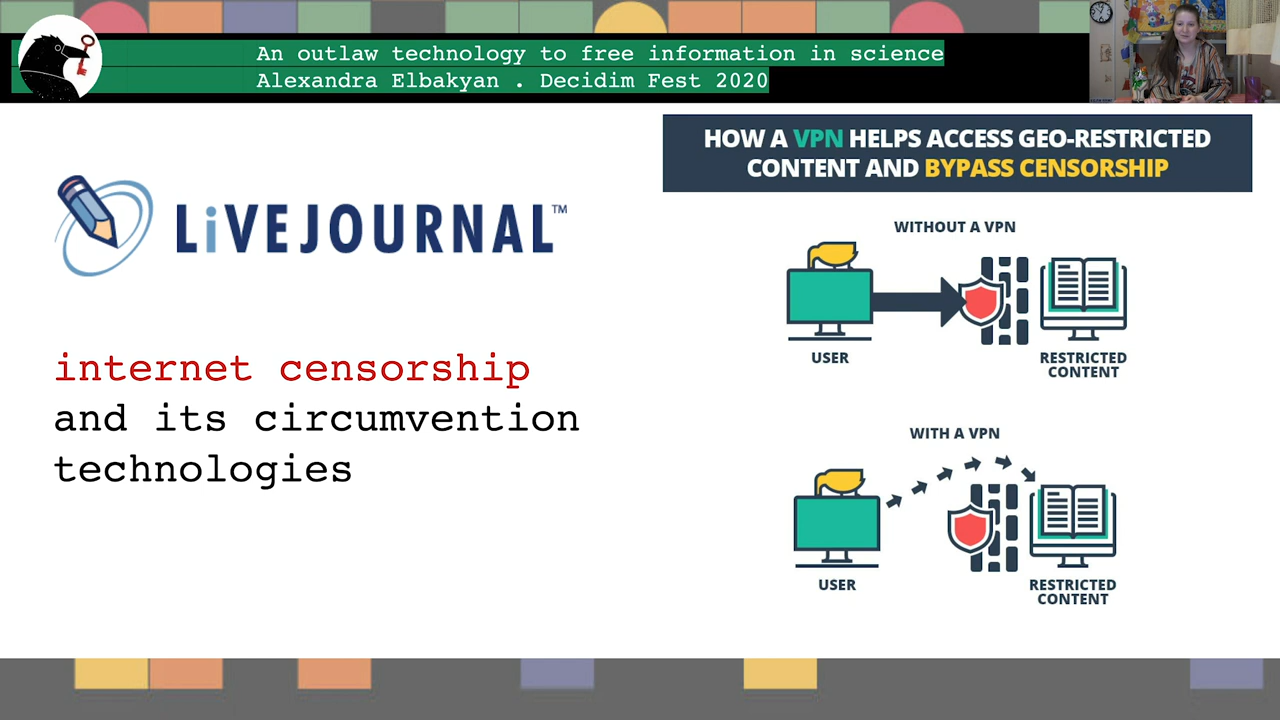 An outlaw technology to free information in science
Alexandra Elbakyan . Decidim Fest 2020
LiVEJOURNAL™
internet censorship
and its circumvention
technologies
HOW A VPN HELPS ACCESS GEO-RESTRICTED
CONTENT AND BYPASS CENSORSHIP
WITHOUT A VPN
USER
RESTRICTED
CONTENT
WITH A VPN
USER
RESTRICTED
CONTENT